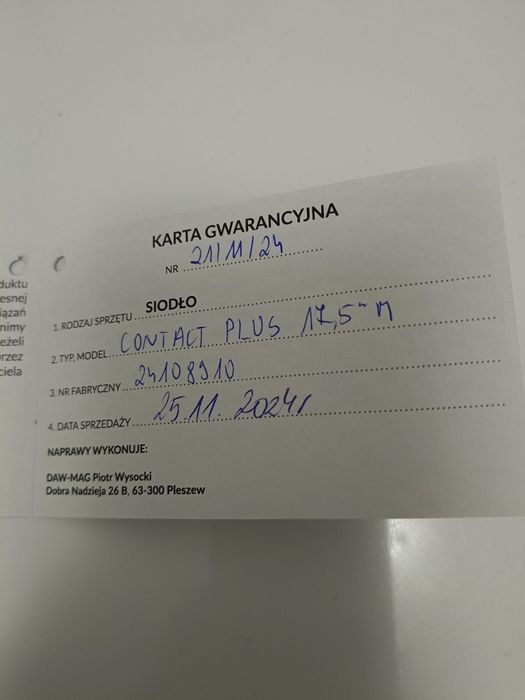 duktu
esnej
iązań
nimy
eżeli
rzez
ciela
KARTA GWARANCYJNA
NR 21/11/24
1. RODZAJ SPRZĘTU SIODŁO
2. TYP, MODEL CONTACT PLUS 17,5" M
3. NR FABRYCZNY 24108910
4. DATA SPRZEDAŻY 25.11.2024r
NAPRAWY WYKONUJE:
DAW-MAG Piotr Wysocki
Dobra Nadzieja 26 B, 63-300 Pleszew